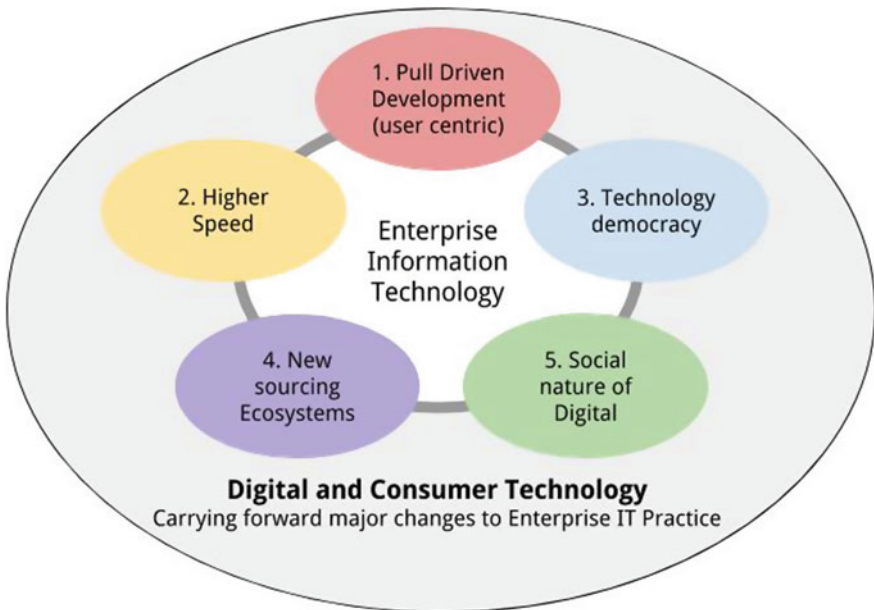 1. Pull Driven
Development
(user centric)
2. Higher
Speed
3. Technology
democracy
Enterprise
Information
Technology
4. New
sourcing
Ecosystems
5. Social
nature of
Digital
Digital and Consumer Technology
Carrying forward major changes to Enterprise IT Practice